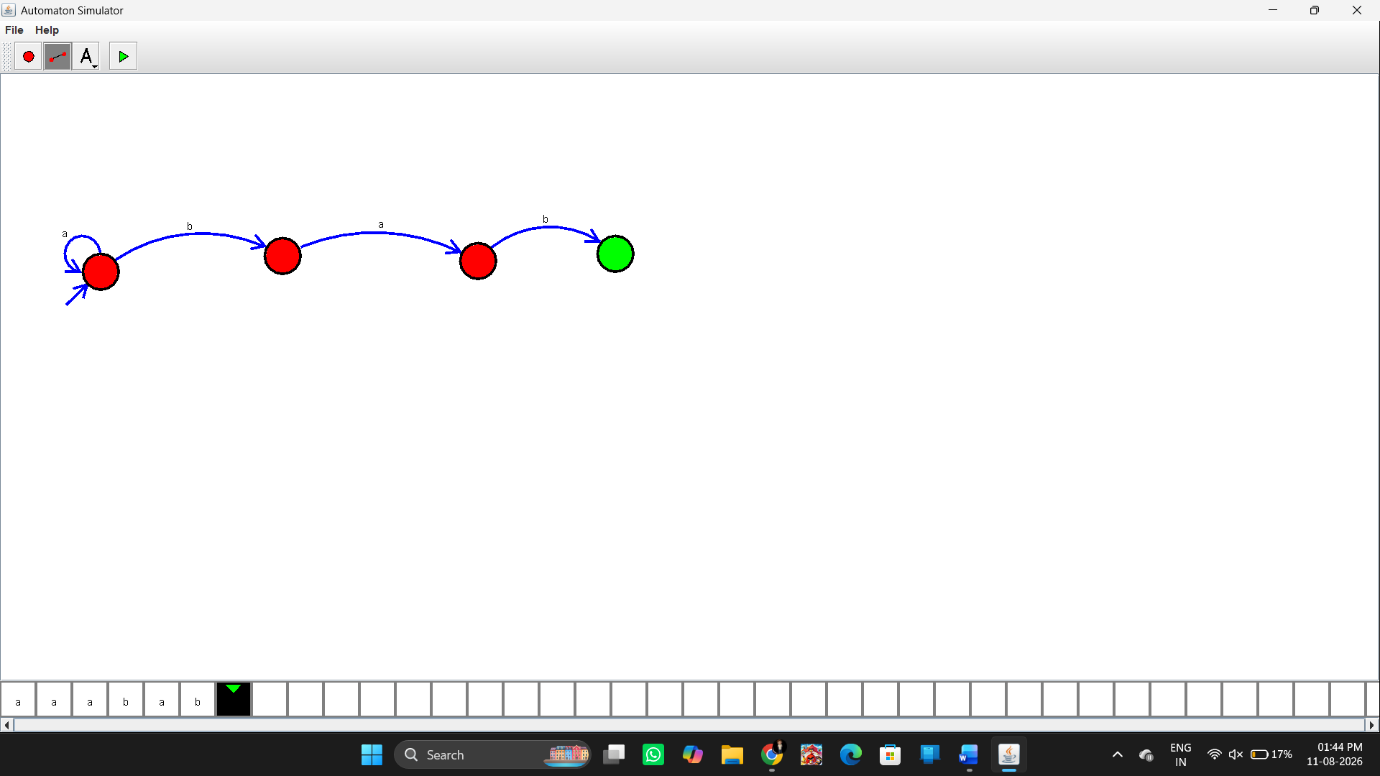 Automaton Simulator
File Help
A
b a b
a
a a a b a b
Search
ENG
IN
17%
01:44 PM
11-08-2026